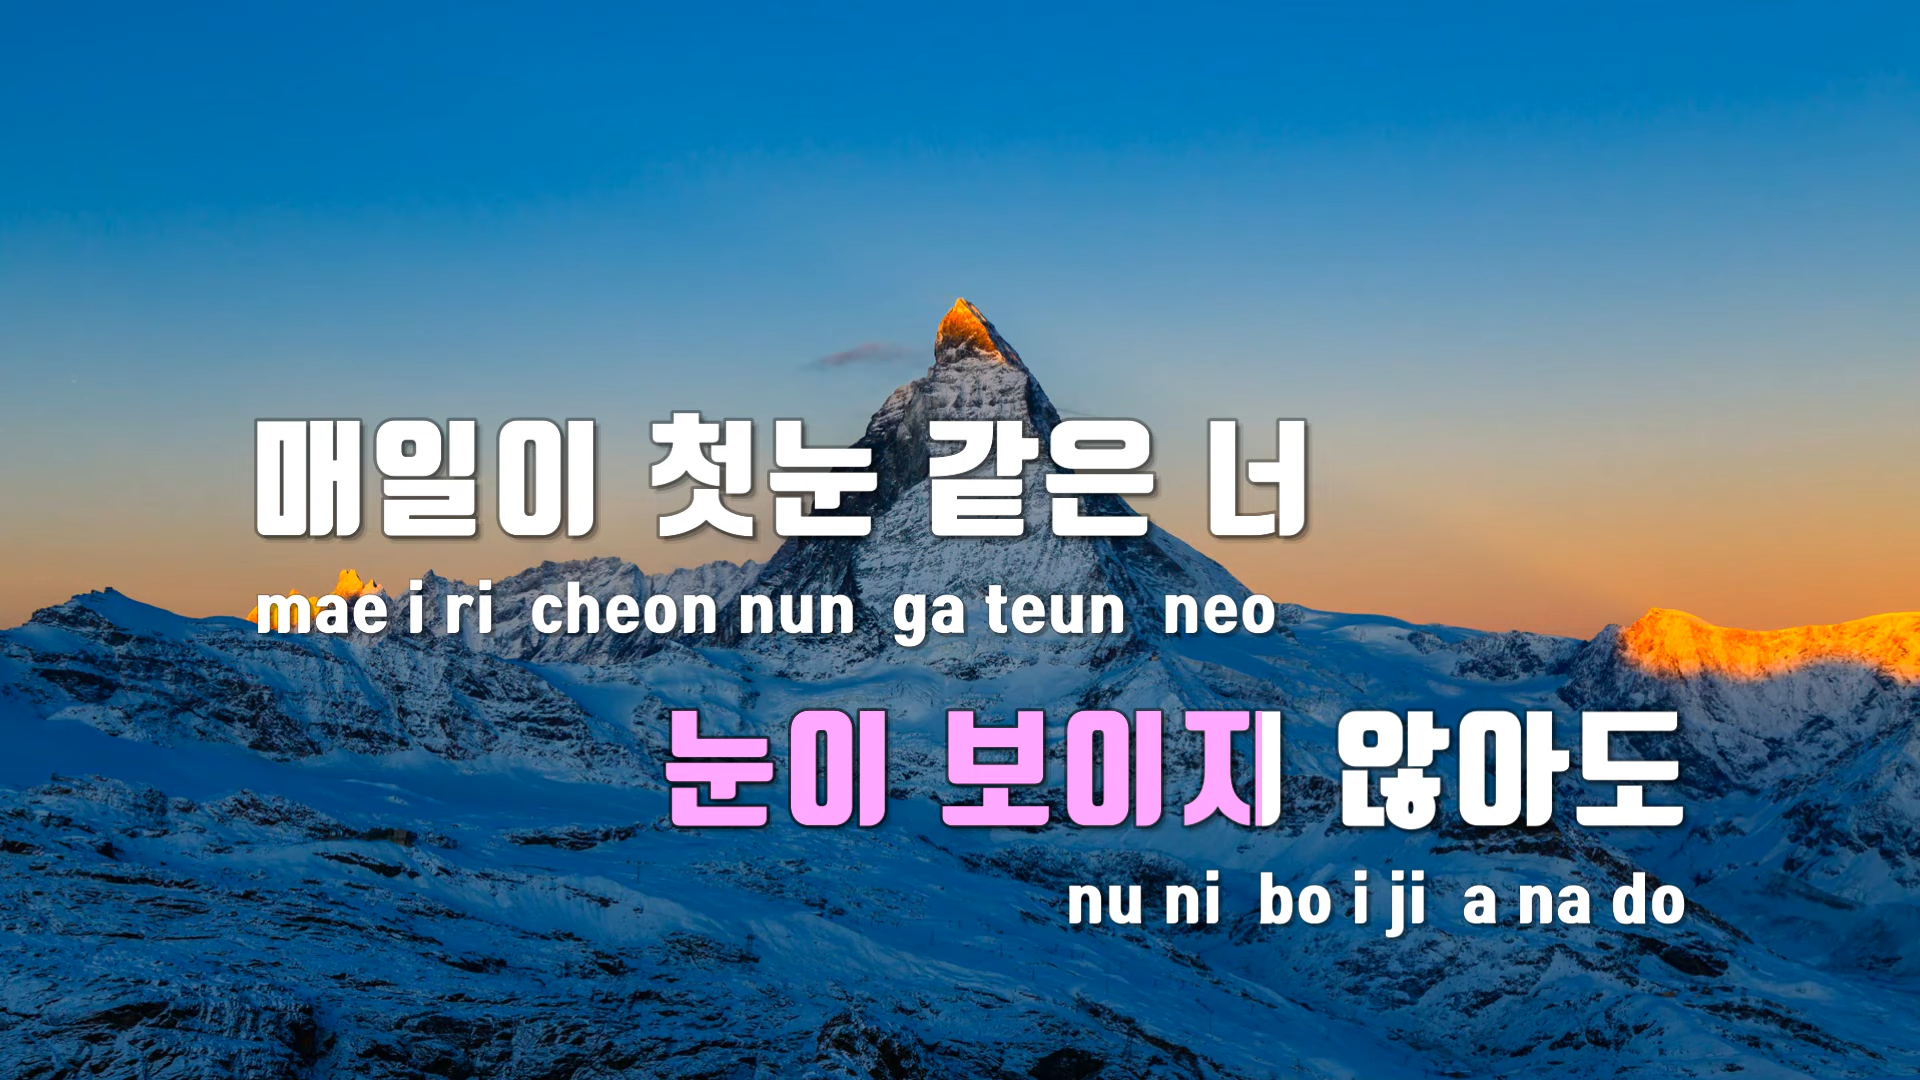 매일이 첫눈 같은 너
mae i ri cheon nun ga teun neo
눈이 보이지 않아도
nu ni bo i ji a na do